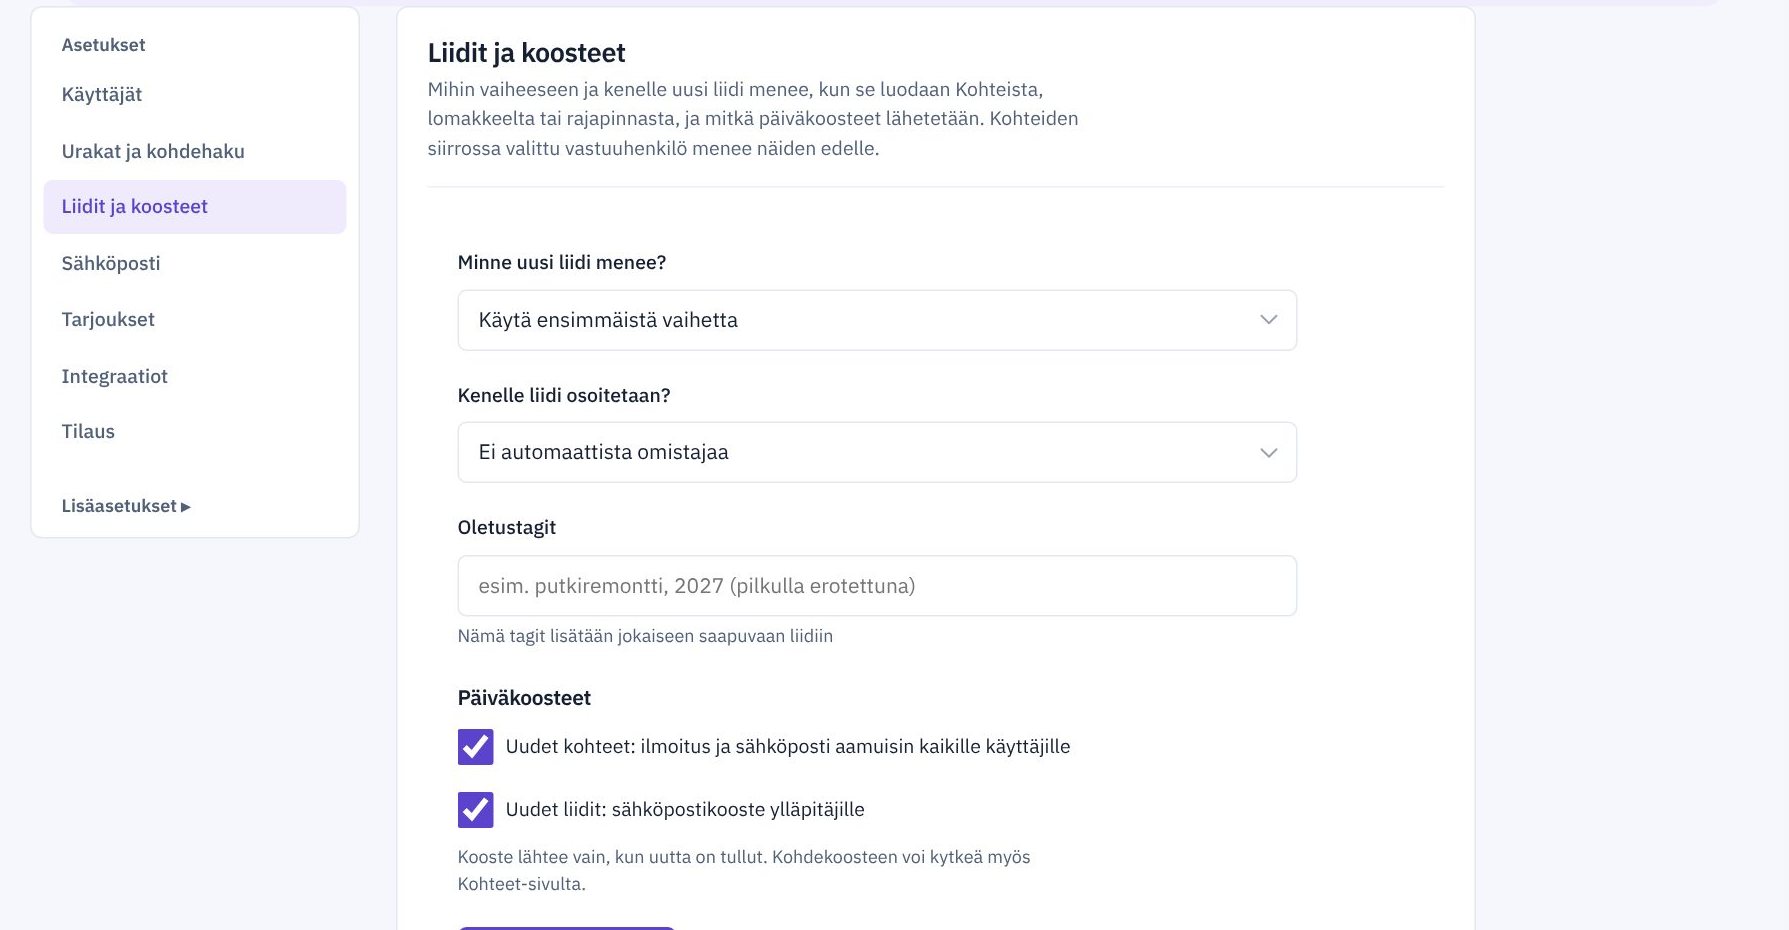 Asetukset
Käyttäjät
Urakat ja kohdehaku
Liidit ja koosteet
Sähköposti
Tarjoukset
Integraatiot
Tilaus
Lisäasetukset ▸
Liidit ja koosteet
Mihin vaiheeseen ja kenelle uusi liidi menee, kun se luodaan Kohteista,
lomakkeelta tai rajapinnasta, ja mitkä päiväkoosteet lähetetään. Kohteiden
siirrossa valittu vastuuhenkilö menee näiden edelle.
Minne uusi liidi menee?
Käytä ensimmäistä vaihetta
Kenelle liidi osoitetaan?
Ei automaattista omistajaa
Oletustagit
esim. putkiremontti, 2027 (pilkulla erotettuna)
Nämä tagit lisätään jokaiseen saapuvaan liidiin
Päiväkoosteet
Uudet kohteet: ilmoitus ja sähköposti aamuisin kaikille käyttäjille
Uudet liidit: sähköpostikooste ylläpitäjille
Kooste lähtee vain, kun uutta on tullut. Kohdekoosteen voi kytkeä myös
Kohteet-sivulta.